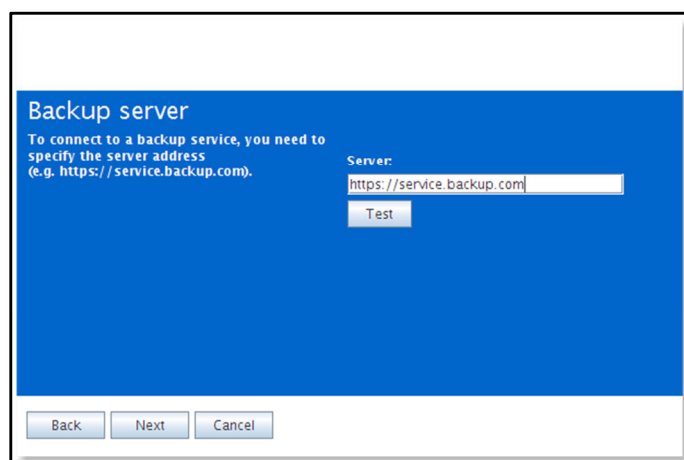 Backup server
To connect to a backup service, you need to
specify the server address
(e.g. https://service.backup.com).
Server:
https://service.backup.com
Test
Back
Next
Cancel